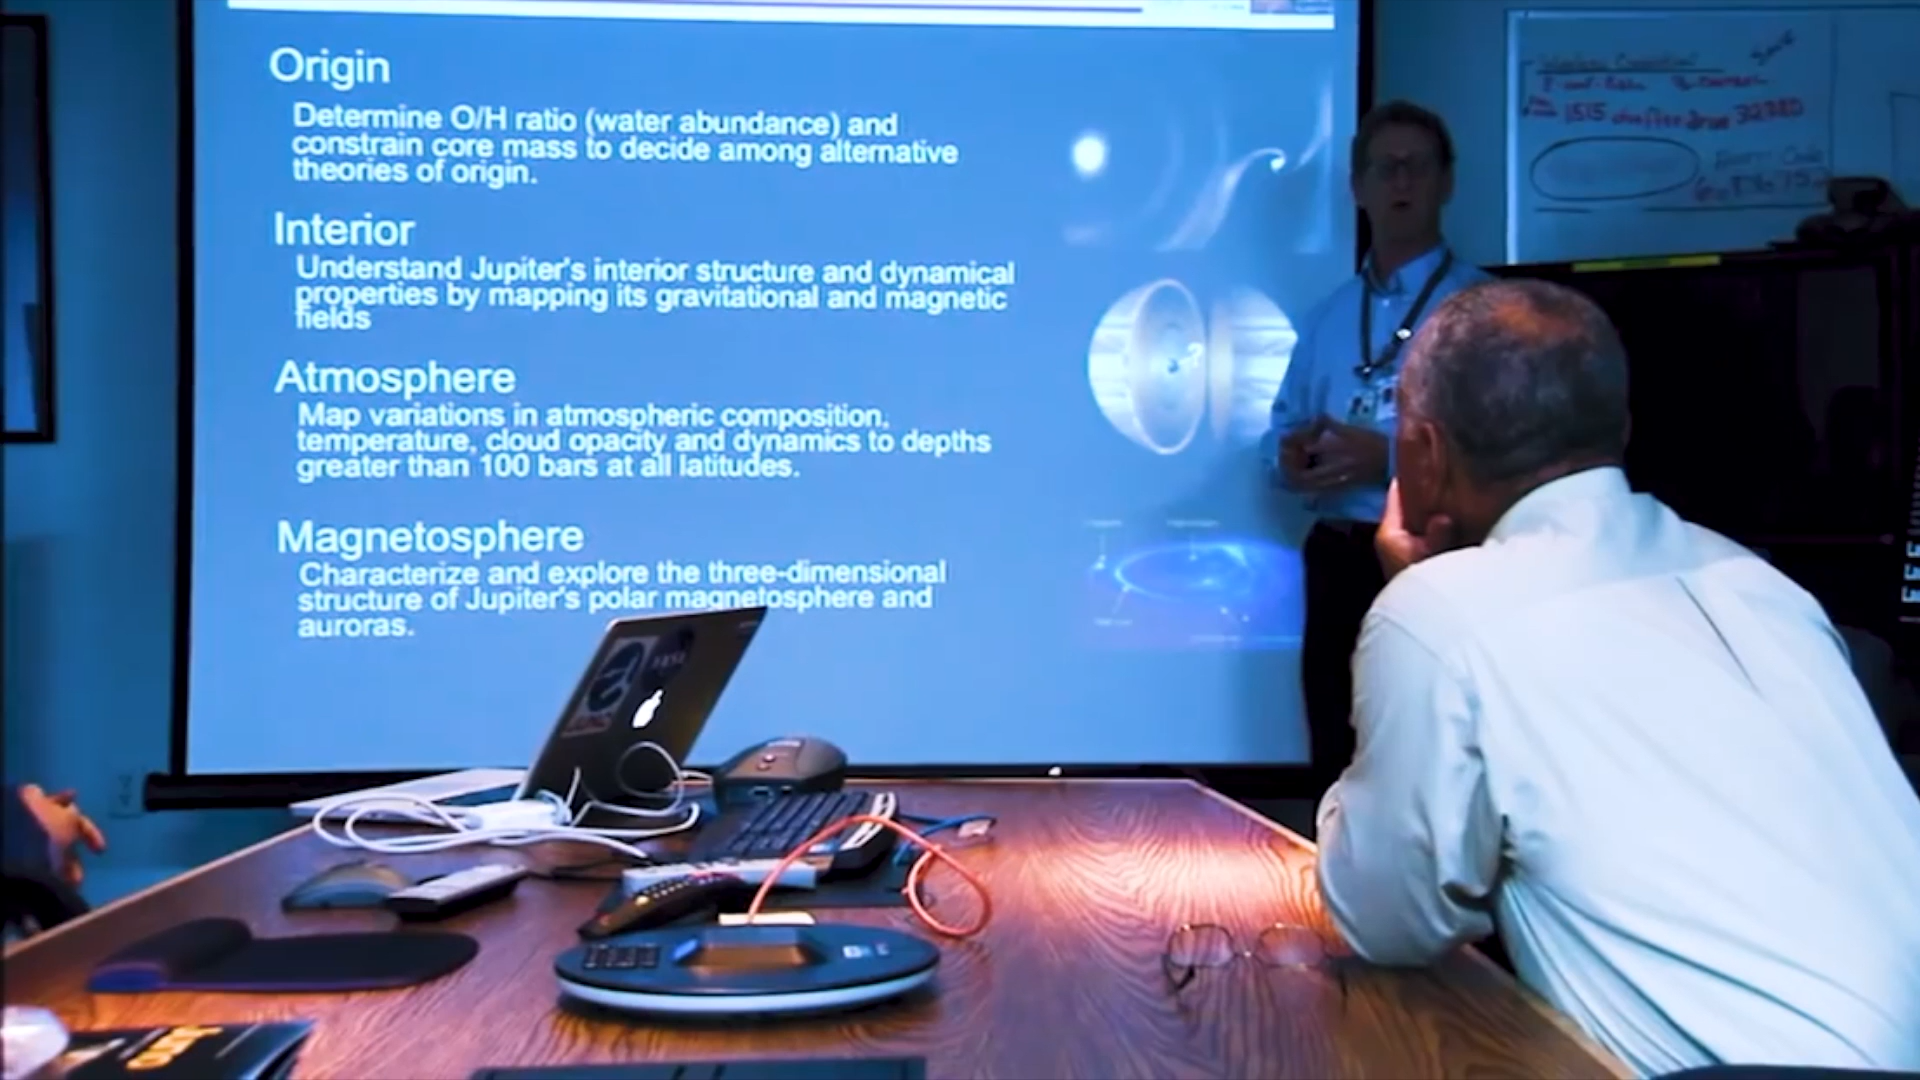 Origin
Determine O/H ratio (water abundance) and
constrain core mass to decide among alternative
theories of origin.
Interior
Understand Jupiter's interior structure and dynamical
properties by mapping its gravitational and magnetic
fields
Atmosphere
Map variations in atmospheric composition,
temperature, cloud opacity and dynamics to depths
greater than 100 bars at all latitudes.
Magnetosphere
Characterize and explore the three-dimensional
structure of Jupiter's polar magnetosphere and
auroras.
?
1515
32780
JUNO